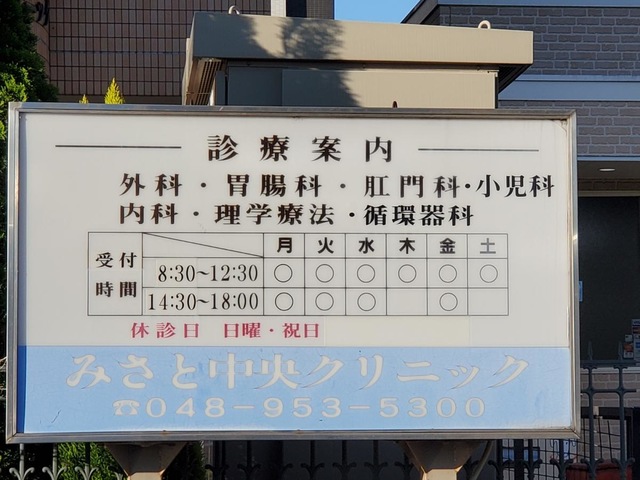 診療案内
外科・胃腸科・肛門科・小児科
内科・理学療法・循環器科
受付時間 月 火 水 木 金 土
8:30~12:30 ○ ○ ○ ○ ○ ○
14:30~18:00 ○ ○ ○ ○
休診日 日曜・祝日
みさと中央クリニック
☎048-953-5300